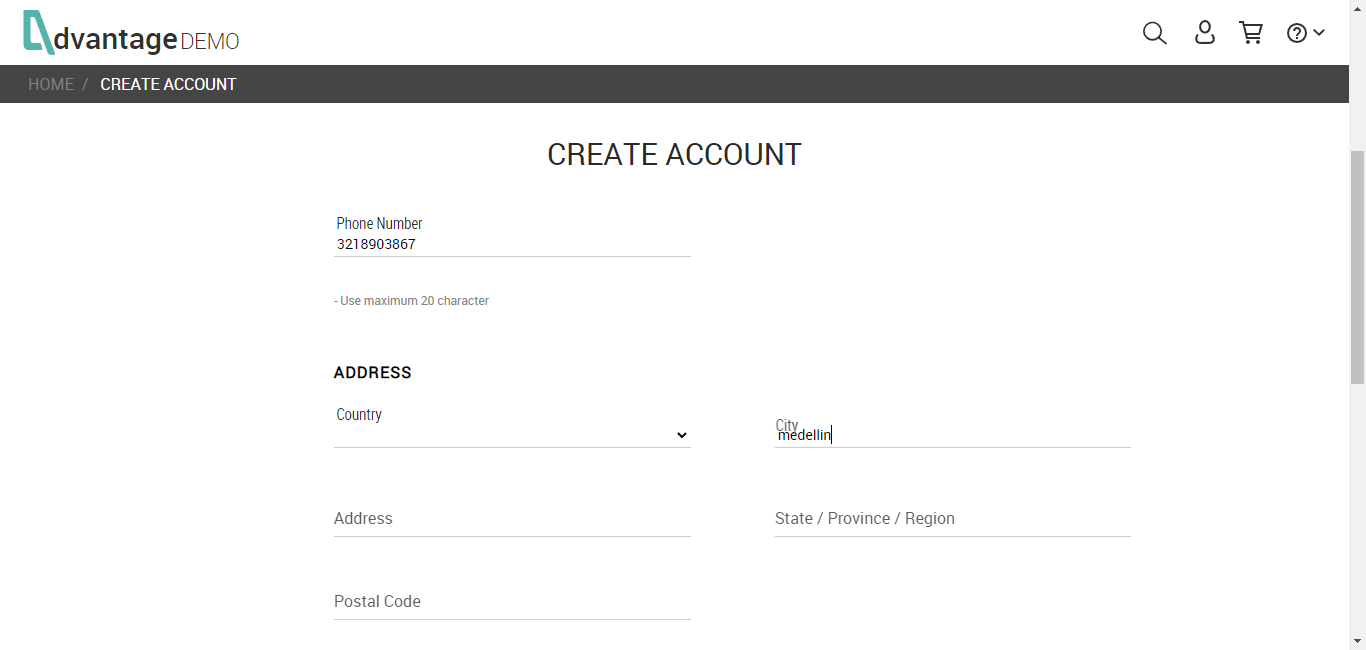 dvantage DEMO
HOME / CREATE ACCOUNT
CREATE ACCOUNT
Phone Number
3218903867
- Use maximum 20 character
ADDRESS
Country
City
medellin
Address
State / Province / Region
Postal Code